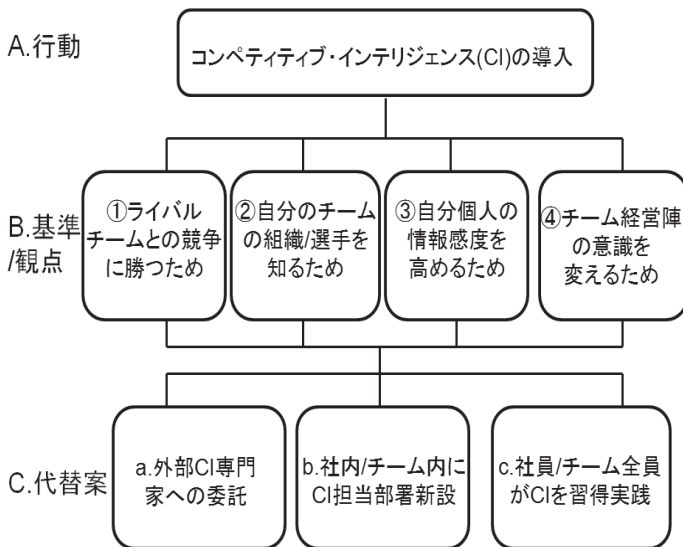 A.行動
コンペティティブ・インテリジェンス(CI)の導入
B.基準
/観点
①ライバル
チームとの競争
に勝つため
②自分のチーム
の組織/選手を
知るため
③自分個人の
情報感度を
高めるため
④チーム経営陣
の意識を
変えるため
C.代替案
a.外部CI専門
家への委託
b.社内/チーム内に
CI担当部署新設
c.社員/チーム全員
がCIを習得実践